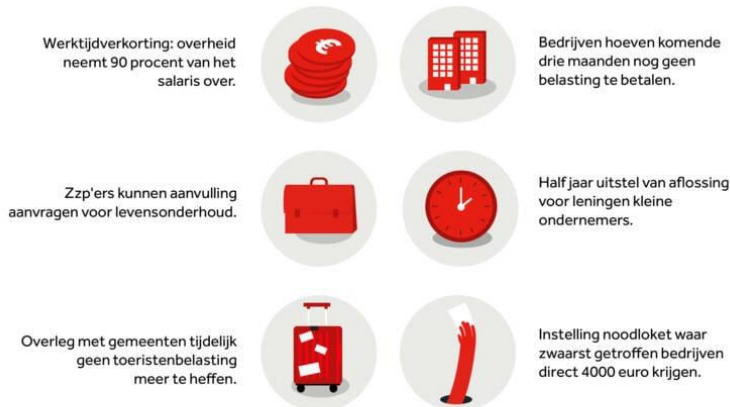 Werktijdverkorting: overheid
neemt 90 procent van het
salaris over.
Bedrijven hoeven komende
drie maanden nog geen
belasting te betalen.
Zzp'ers kunnen aanvulling
aanvragen voor levensonderhoud.
Half jaar uitstel van aflossing
voor leningen kleine
ondernemers.
Overleg met gemeenten tijdelijk
geen toeristenbelasting
meer te heffen.
Instelling noodloket waar
zwaarst getroffen bedrijven
direct 4000 euro krijgen.